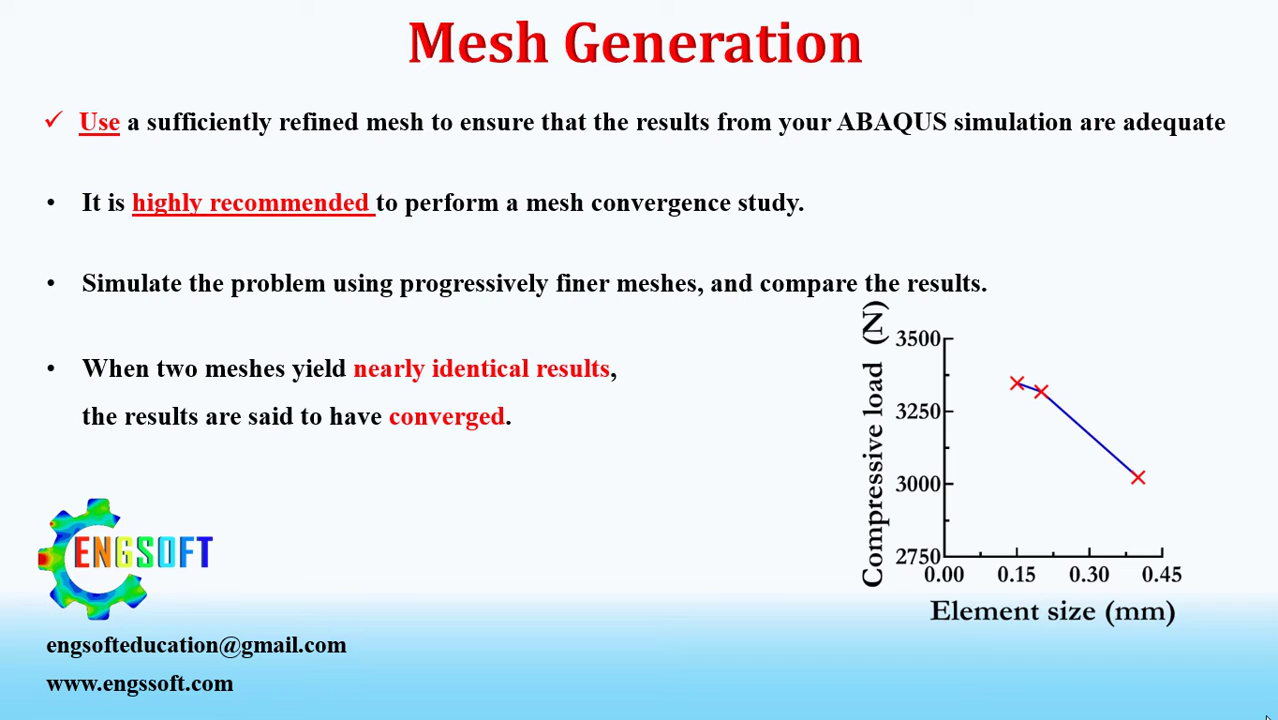 Mesh Generation
✓ Use a sufficiently refined mesh to ensure that the results from your ABAQUS simulation are adequate
• It is highly recommended to perform a mesh convergence study.
• Simulate the problem using progressively finer meshes, and compare the results.
• When two meshes yield nearly identical results,
the results are said to have converged.
Compressive load (N)
3500
3250
3000
2750
0.00 0.15 0.30 0.45
Element size (mm)
ENGSOFT
engsofteducation@gmail.com
www.engssoft.com